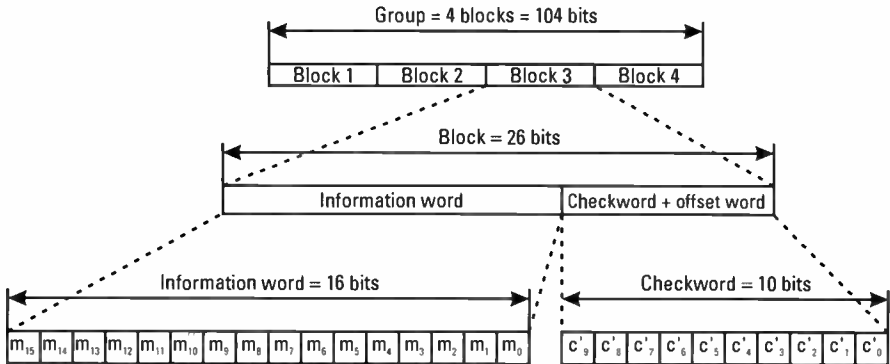 Group = 4 blocks = 104 bits
Block 1 Block 2 Block 3 Block 4
Block = 26 bits
Information word Checkword + offset word
Information word = 16 bits Checkword = 10 bits
m₁₅ m₁₄ m₁₃ m₁₂ m₁₁ m₁₀ m₉ m₈ m₇ m₆ m₅ m₄ m₃ m₂ m₁ m₀ c'₉ c'₈ c'₇ c'₆ c'₅ c'₄ c'₃ c'₂ c'₁ c'₀